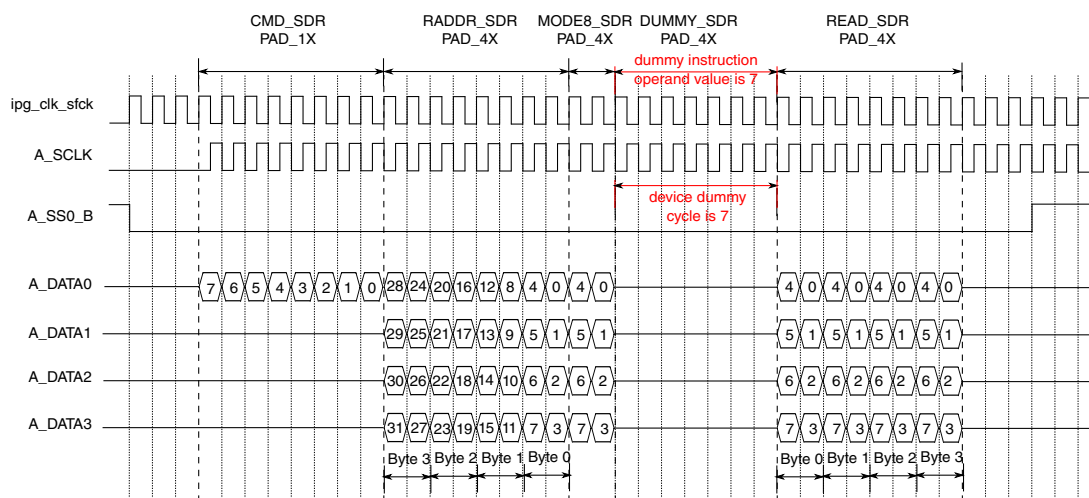 CMD_SDR RADDR_SDR MODE8_SDR DUMMY_SDR READ_SDR
PAD_1X PAD_4X PAD_4X PAD_4X PAD_4X
dummy instruction
operand value is 7
ipg_clk_sfck
A_SCLK
device dummy
cycle is 7
A_SS0_B
A_DATA0 7 6 5 4 3 2 1 0 28 24 20 16 12 8 4 0 4 0 4 0 4 0 4 0 4 0
A_DATA1 29 25 21 17 13 9 5 1 5 1 5 1 5 1 5 1 5 1
A_DATA2 30 26 22 18 14 10 6 2 6 2 6 2 6 2 6 2 6 2
A_DATA3 31 27 23 19 15 11 7 3 7 3 7 3 7 3 7 3 7 3
Byte 3 Byte 2 Byte 1 Byte 0 Byte 0 Byte 1 Byte 2 Byte 3